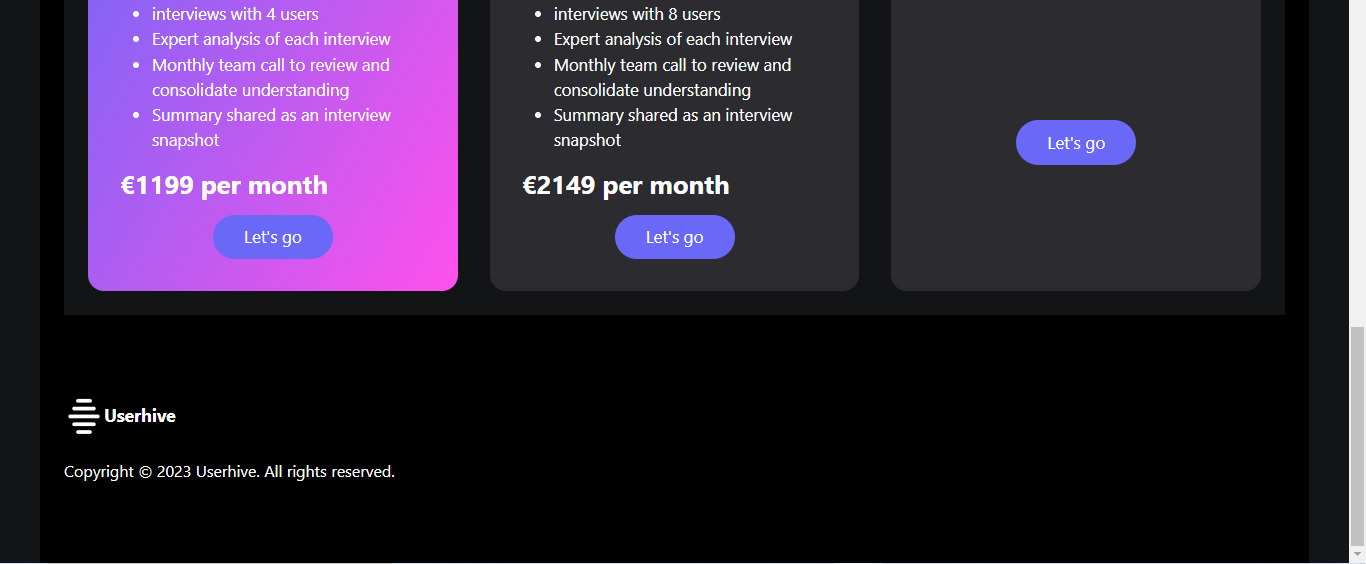 interviews with 4 users
Expert analysis of each interview
Monthly team call to review and
consolidate understanding
Summary shared as an interview
snapshot
€1199 per month
Let's go
interviews with 8 users
Expert analysis of each interview
Monthly team call to review and
consolidate understanding
Summary shared as an interview
snapshot
€2149 per month
Let's go
Let's go
Userhive
Copyright © 2023 Userhive. All rights reserved.